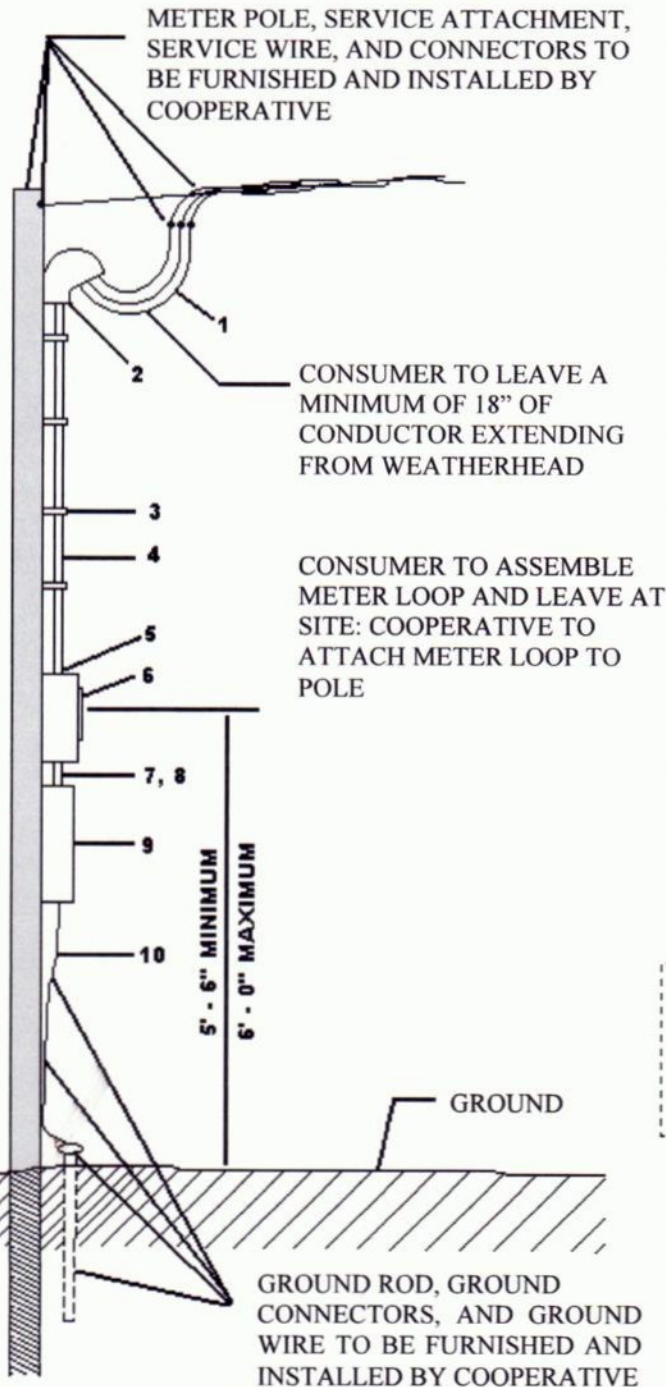 METER POLE, SERVICE ATTACHMENT,
SERVICE WIRE, AND CONNECTORS TO
BE FURNISHED AND INSTALLED BY
COOPERATIVE
1
2
CONSUMER TO LEAVE A
MINIMUM OF 18” OF
CONDUCTOR EXTENDING
FROM WEATHERHEAD
3
4
CONSUMER TO ASSEMBLE
METER LOOP AND LEAVE AT
SITE: COOPERATIVE TO
ATTACH METER LOOP TO
POLE
5
6
7, 8
9
10
5' - 6" MINIMUM
6' - 0" MAXIMUM
GROUND
GROUND ROD, GROUND
CONNECTORS, AND GROUND
WIRE TO BE FURNISHED AND
INSTALLED BY COOPERATIVE